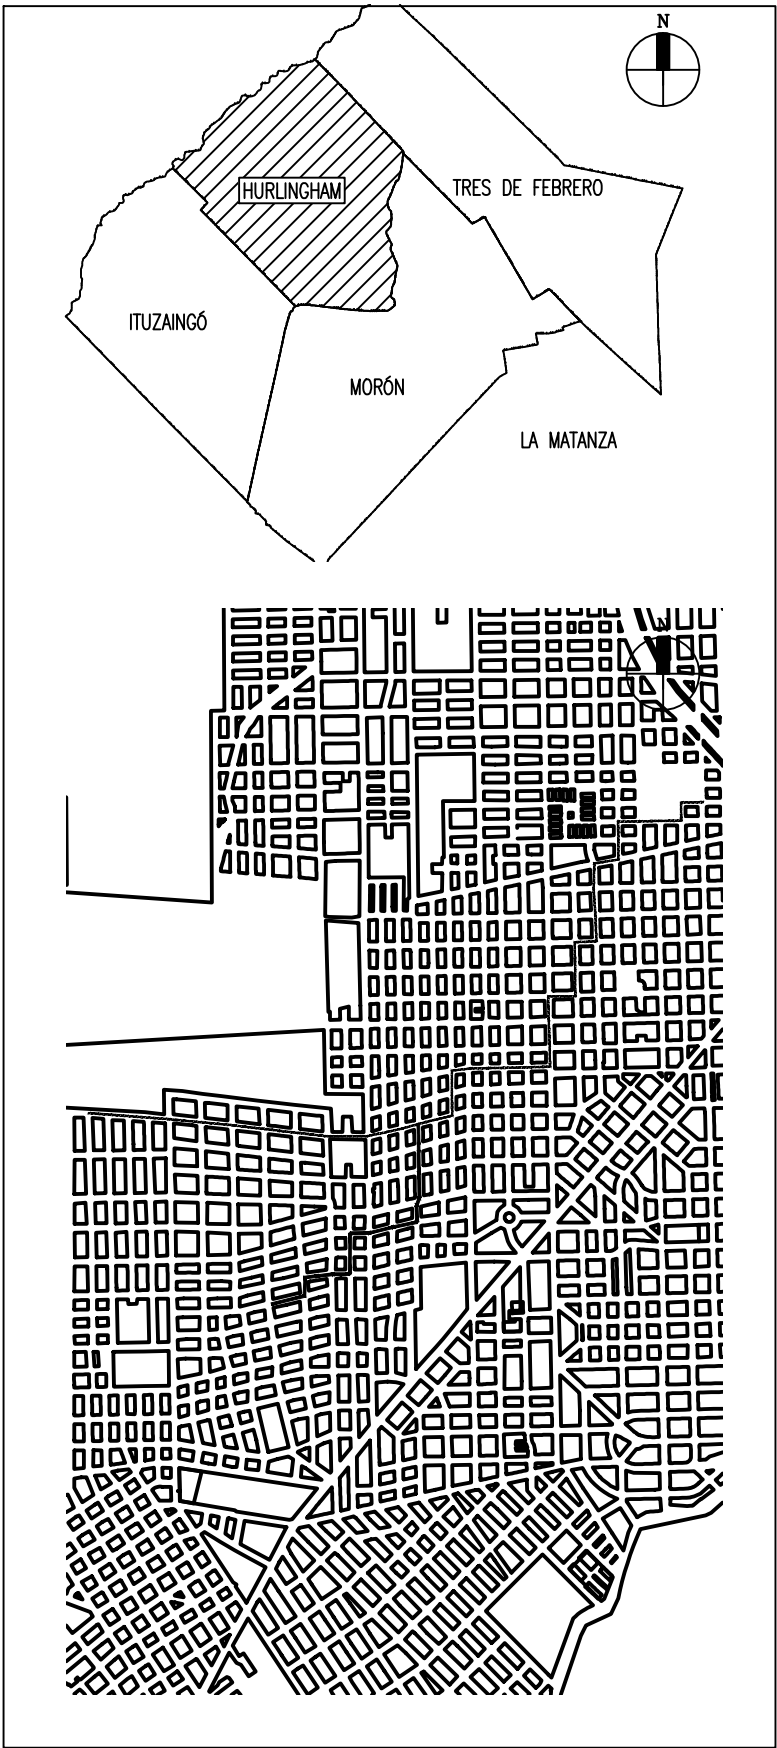 N
HURLINGHAM
TRES DE FEBRERO
ITUZAINGÓ
MORÓN
LA MATANZA
N